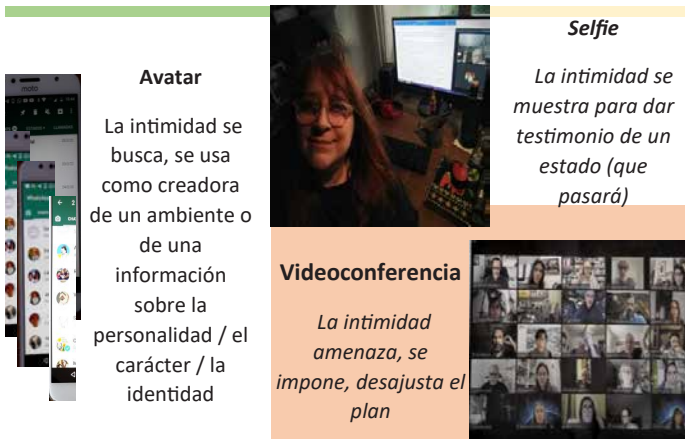 Avatar
La intimidad se
busca, se usa
como creadora
de un ambiente o
de una
información
sobre la
personalidad / el
carácter / la
identidad
Selfie
La intimidad se
muestra para dar
testimonio de un
estado (que
pasará)
Videoconferencia
La intimidad
amenaza, se
impone, desajusta el
plan
moto